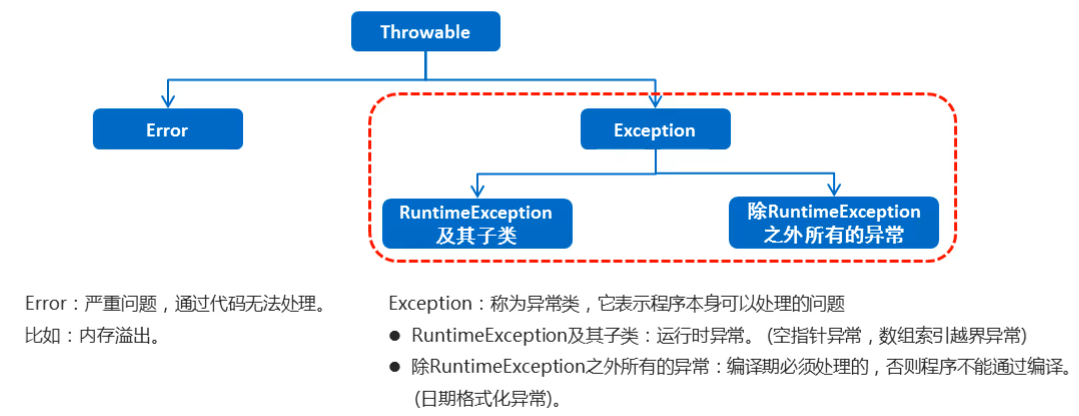 Throwable
Error
Exception
RuntimeException
及其子类
除RuntimeException
之外所有的异常
Error：严重问题，通过代码无法处理。
比如：内存溢出。
Exception：称为异常类，它表示程序本身可以处理的问题
● RuntimeException及其子类：运行时异常。 (空指针异常，数组索引越界异常)
● 除RuntimeException之外所有的异常：编译期必须处理的，否则程序不能通过编译。
(日期格式化异常)。